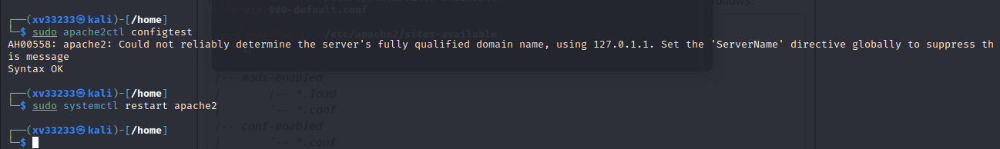 000-default.conf
┌──(xv33233㉿kali)-[/home]
└─$ sudo apache2ctl configtest
/etc/apache2/sites-available
AH00558: apache2: Could not reliably determine the server's fully qualified domain name, using 127.0.1.1. Set the 'ServerName' directive globally to suppress th
is message
Syntax OK
|-- mods-enabled
| |-- *.load
| `-- *.conf
|-- conf-enabled
| `-- *.conf
┌──(xv33233㉿kali)-[/home]
└─$ sudo systemctl restart apache2
┌──(xv33233㉿kali)-[/home]
└─$